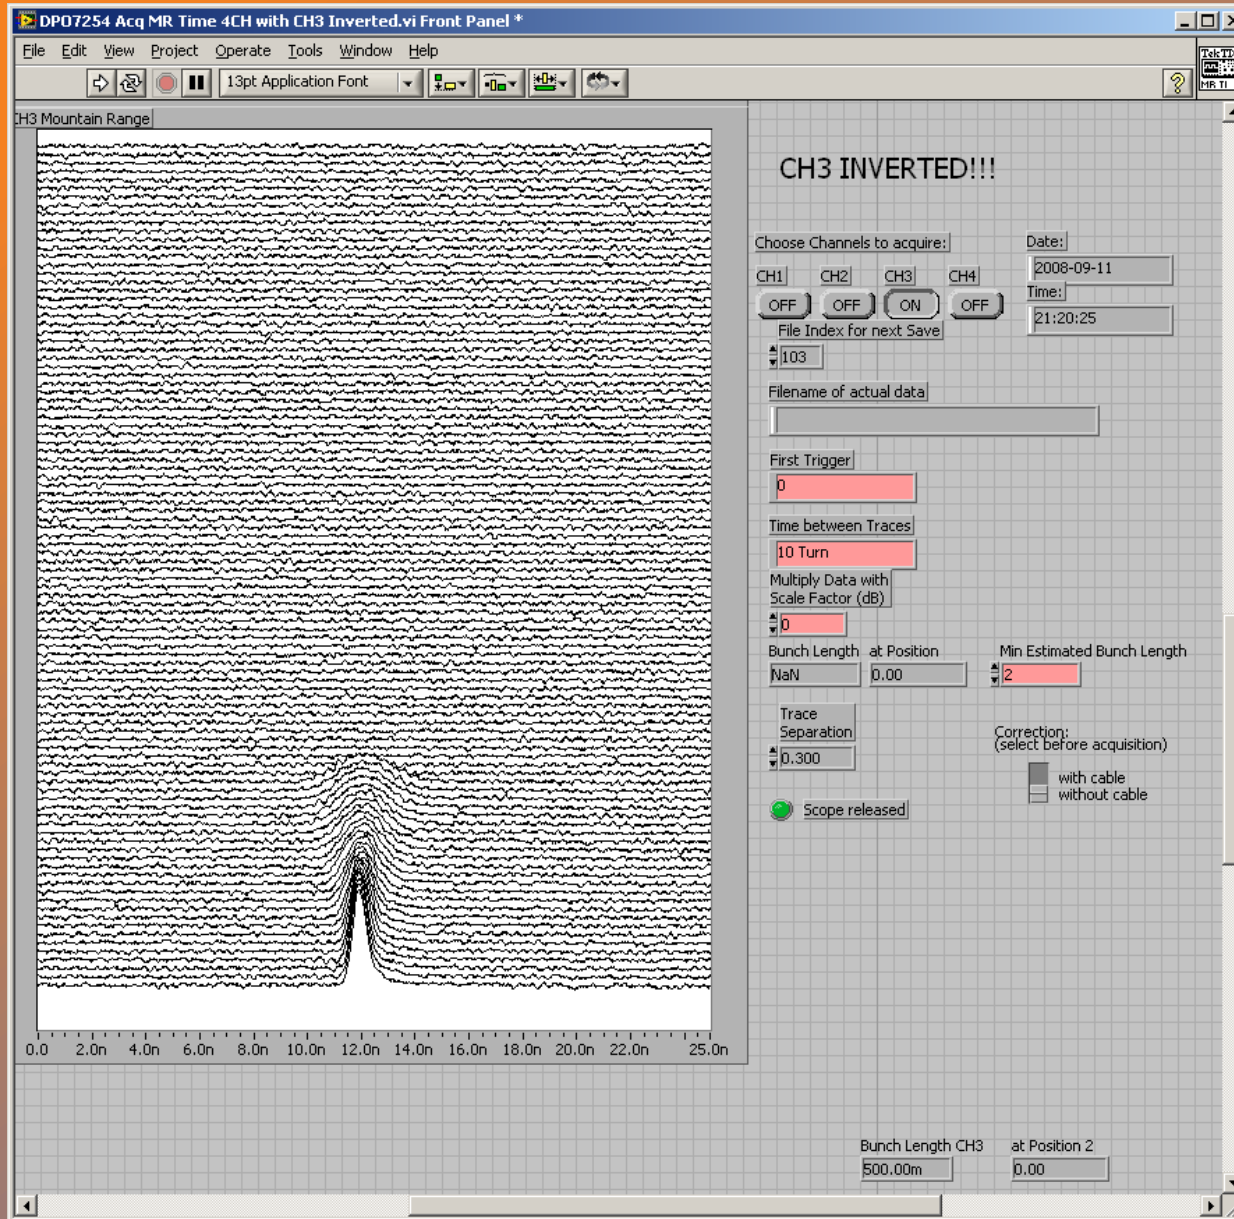 DPO7254 Acq MR Time 4CH with CH3 Inverted.vi Front Panel *
File Edit View Project Operate Tools Window Help
13pt Application Font
?
MR TI
CH3 Mountain Range
CH3 INVERTED!!!
Choose Channels to acquire:
Date:
2008-09-11
CH1 CH2 CH3 CH4
OFF OFF ON OFF
Time:
21:20:25
File Index for next Save
103
Filename of actual data
First Trigger
0
Time between Traces
10 Turn
Multiply Data with
Scale Factor (dB)
0
Bunch Length at Position Min Estimated Bunch Length
NaN 0.00 2
Trace
Separation
0.300
Correction:
(select before acquisition)
with cable
without cable
Scope released
0.0 2.0n 4.0n 6.0n 8.0n 10.0n 12.0n 14.0n 16.0n 18.0n 20.0n 22.0n 25.0n
Bunch Length CH3 at Position 2
500.00m 0.00